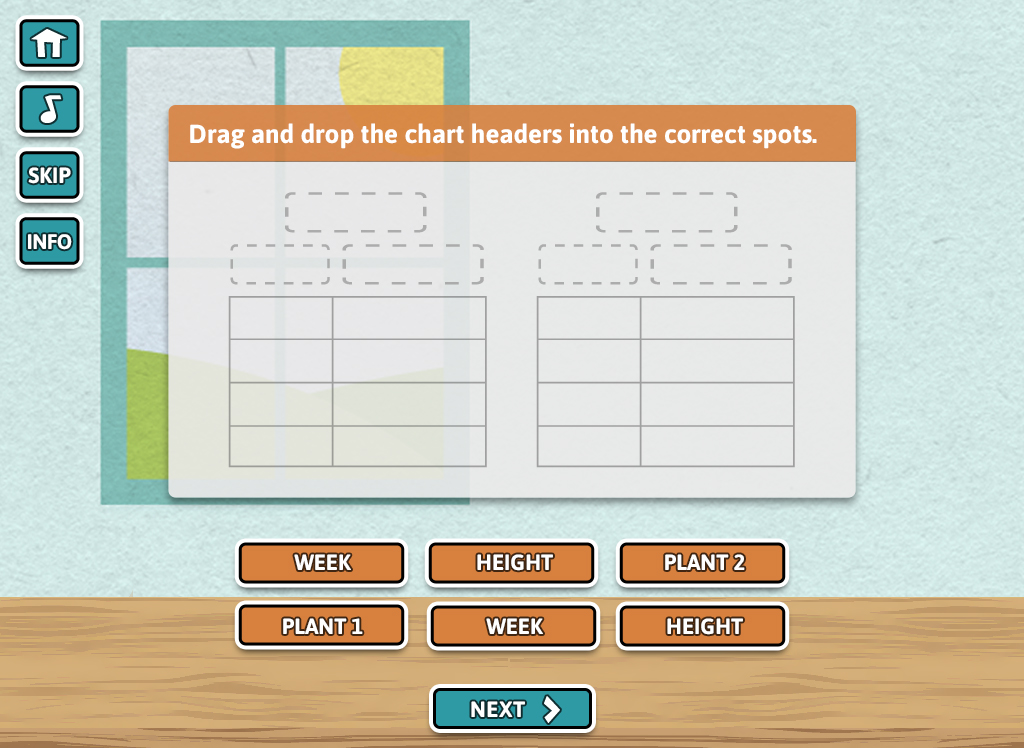 Drag and drop the chart headers into the correct spots.
SKIP
INFO
WEEK
HEIGHT
PLANT 2
PLANT 1
WEEK
HEIGHT
NEXT